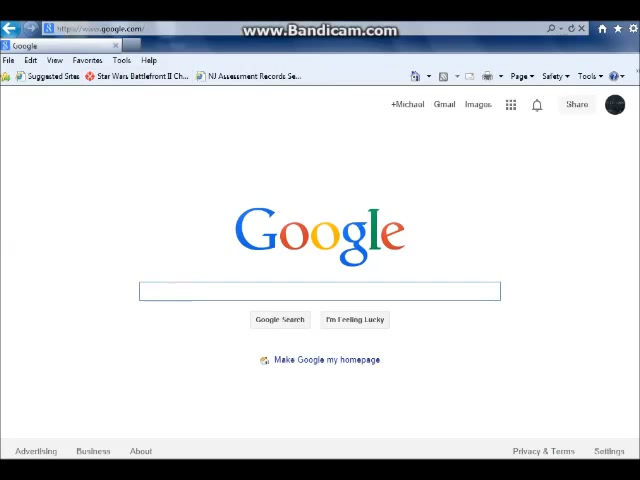 www.Bandicam.com
https://www.google.com/
Google
File Edit View Favorites Tools Help
Suggested Sites Star Wars Battlefront II Ch... NJ Assessment Records Se... Page Safety Tools
+Michael Gmail Images Share
Google
Google Search I'm Feeling Lucky
Make Google my homepage
Advertising Business About Privacy & Terms Settings